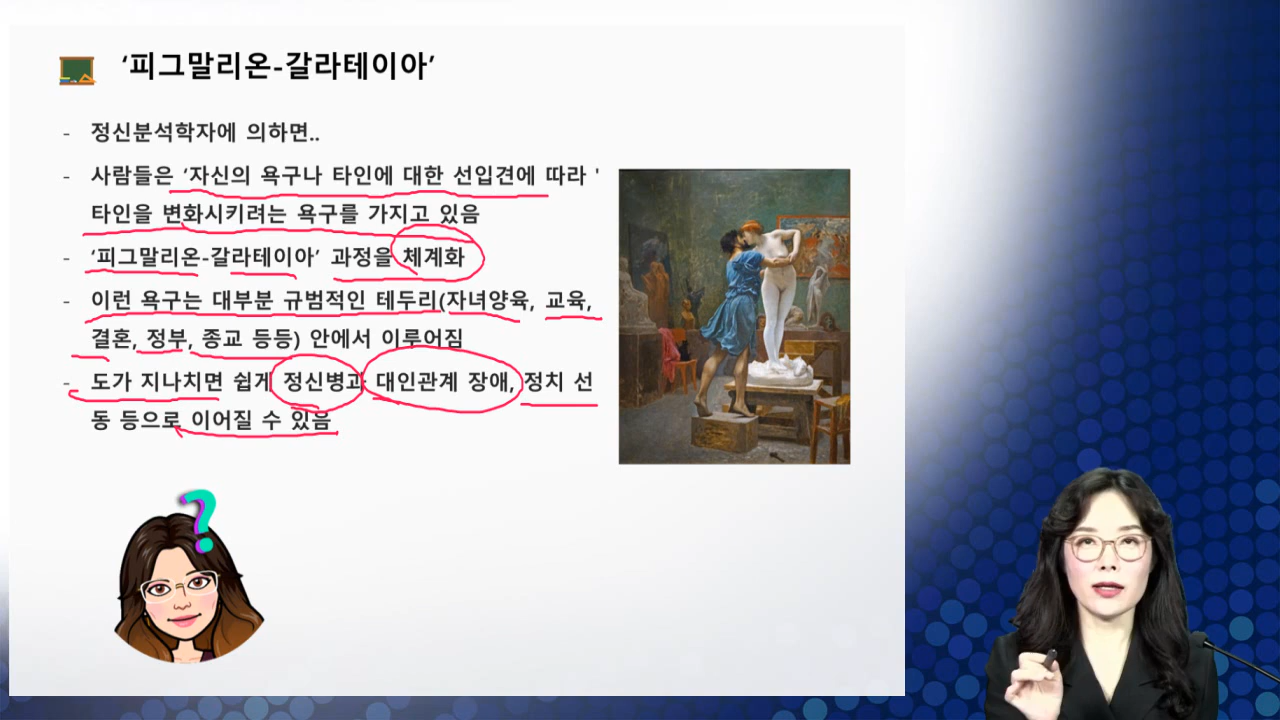 ‘피그말리온-갈라테이아’
- 정신분석학자에 의하면..
- 사람들은 ‘자신의 욕구나 타인에 대한 선입견에 따라 '
타인을 변화시키려는 욕구를 가지고 있음
- ‘피그말리온-갈라테이아’ 과정을 체계화
- 이런 욕구는 대부분 규범적인 테두리(자녀양육, 교육,
결혼, 정부, 종교 등등) 안에서 이루어짐
- 도가 지나치면 쉽게 정신병과 대인관계 장애, 정치 선
동 등으로 이어질 수 있음
?